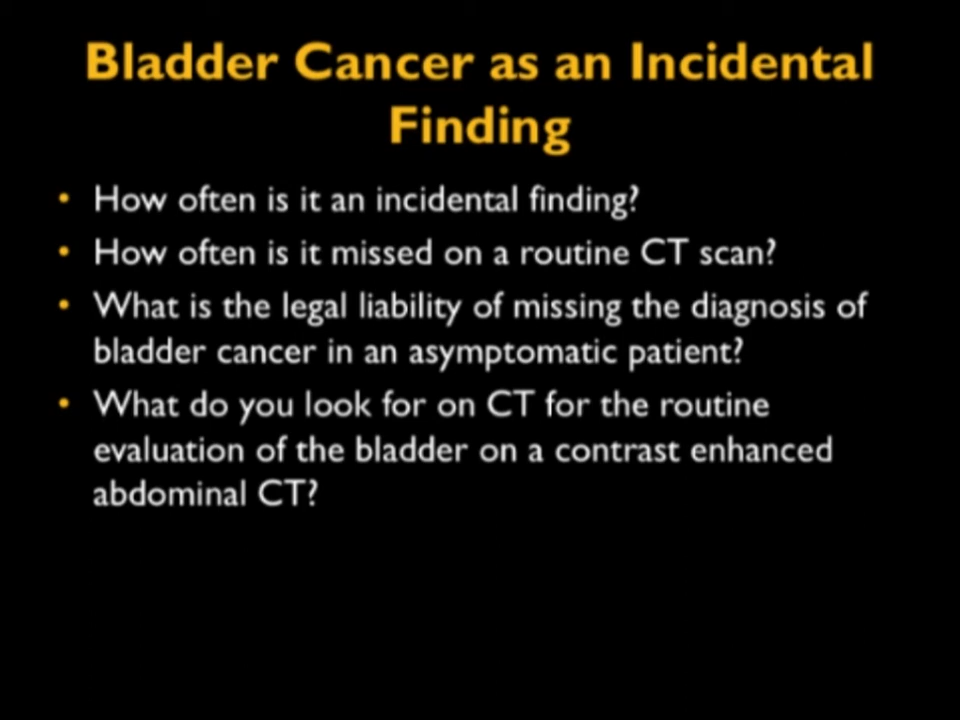 Bladder Cancer as an Incidental
Finding
• How often is it an incidental finding?
• How often is it missed on a routine CT scan?
• What is the legal liability of missing the diagnosis of
bladder cancer in an asymptomatic patient?
• What do you look for on CT for the routine
evaluation of the bladder on a contrast enhanced
abdominal CT?